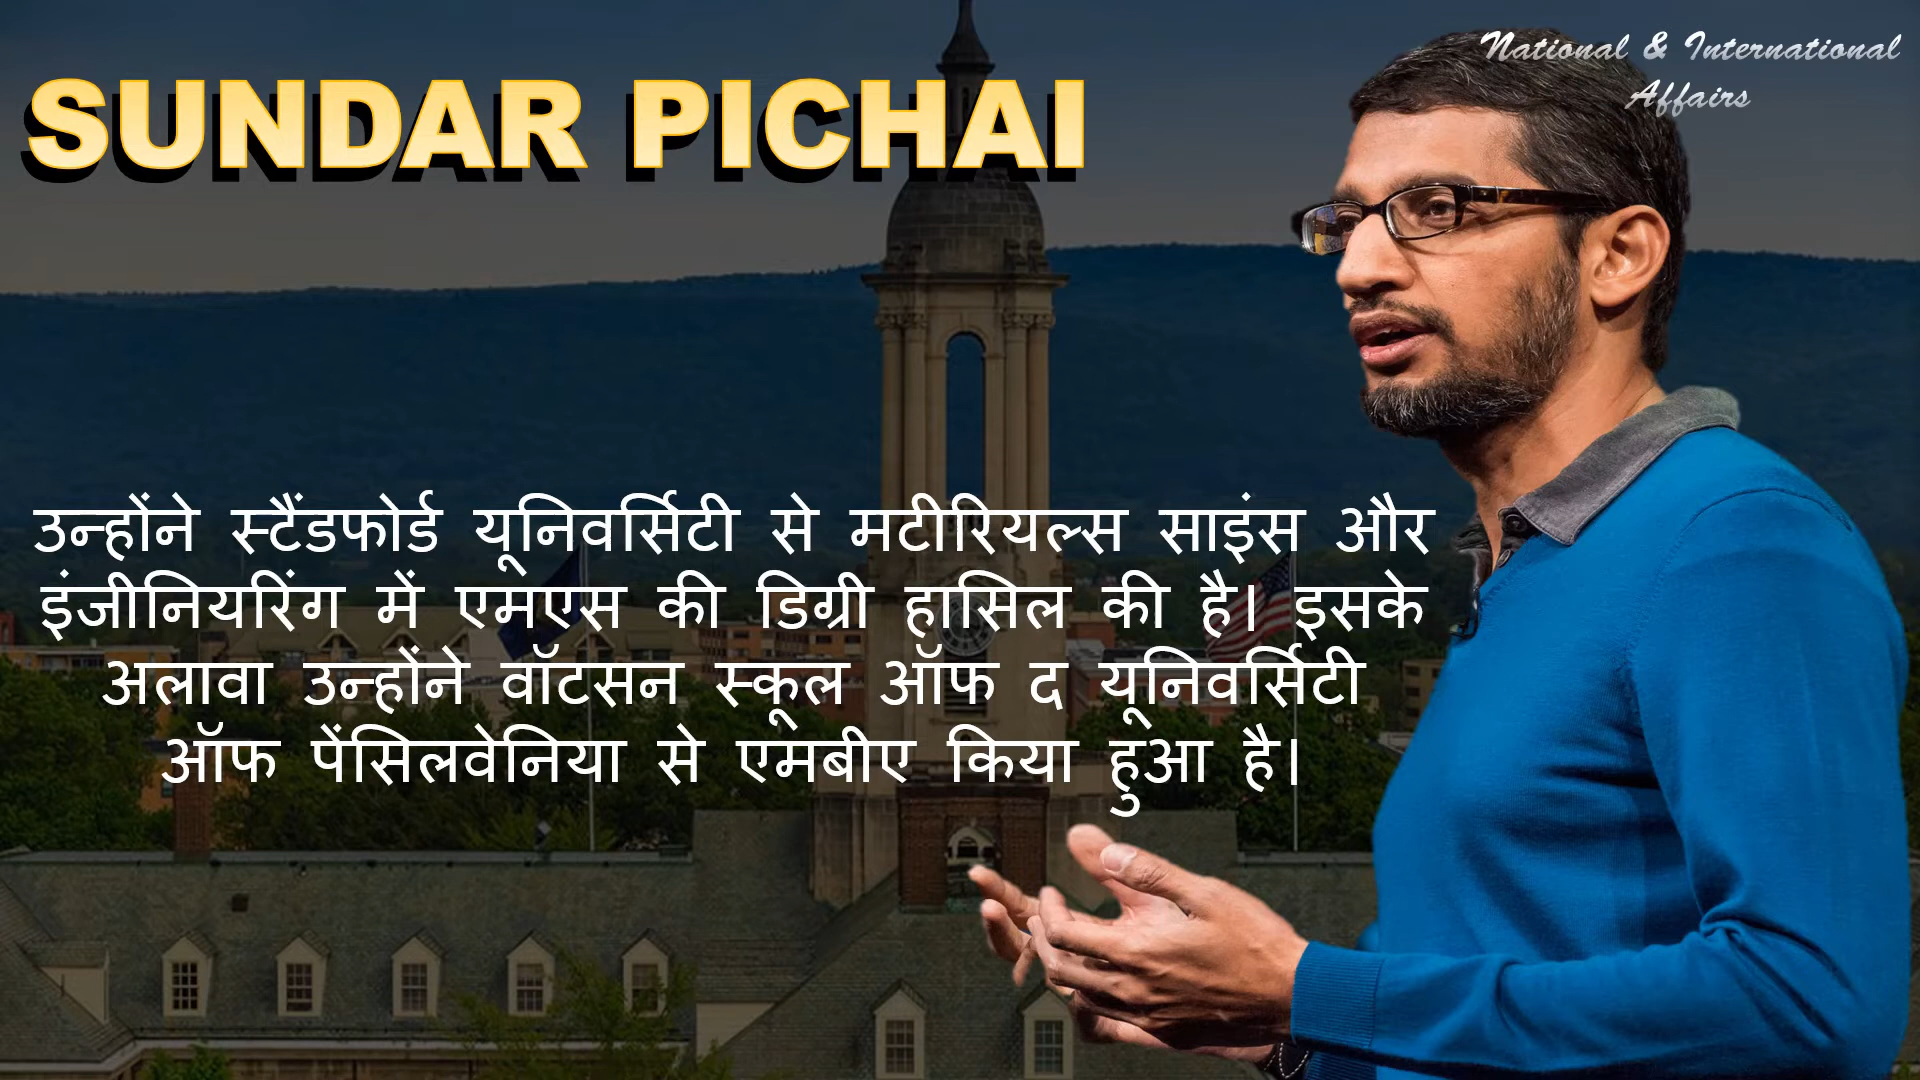 National & International
Affairs
SUNDAR PICHAI
उन्होंने स्टैंडफोर्ड यूनिवर्सिटी से मटीरियल्स साइंस और
इंजीनियरिंग में एमएस की डिग्री हासिल की है। इसके
अलावा उन्होंने वॉटसन स्कूल ऑफ द यूनिवर्सिटी
ऑफ पेंसिलवेनिया से एमबीए किया हुआ है।